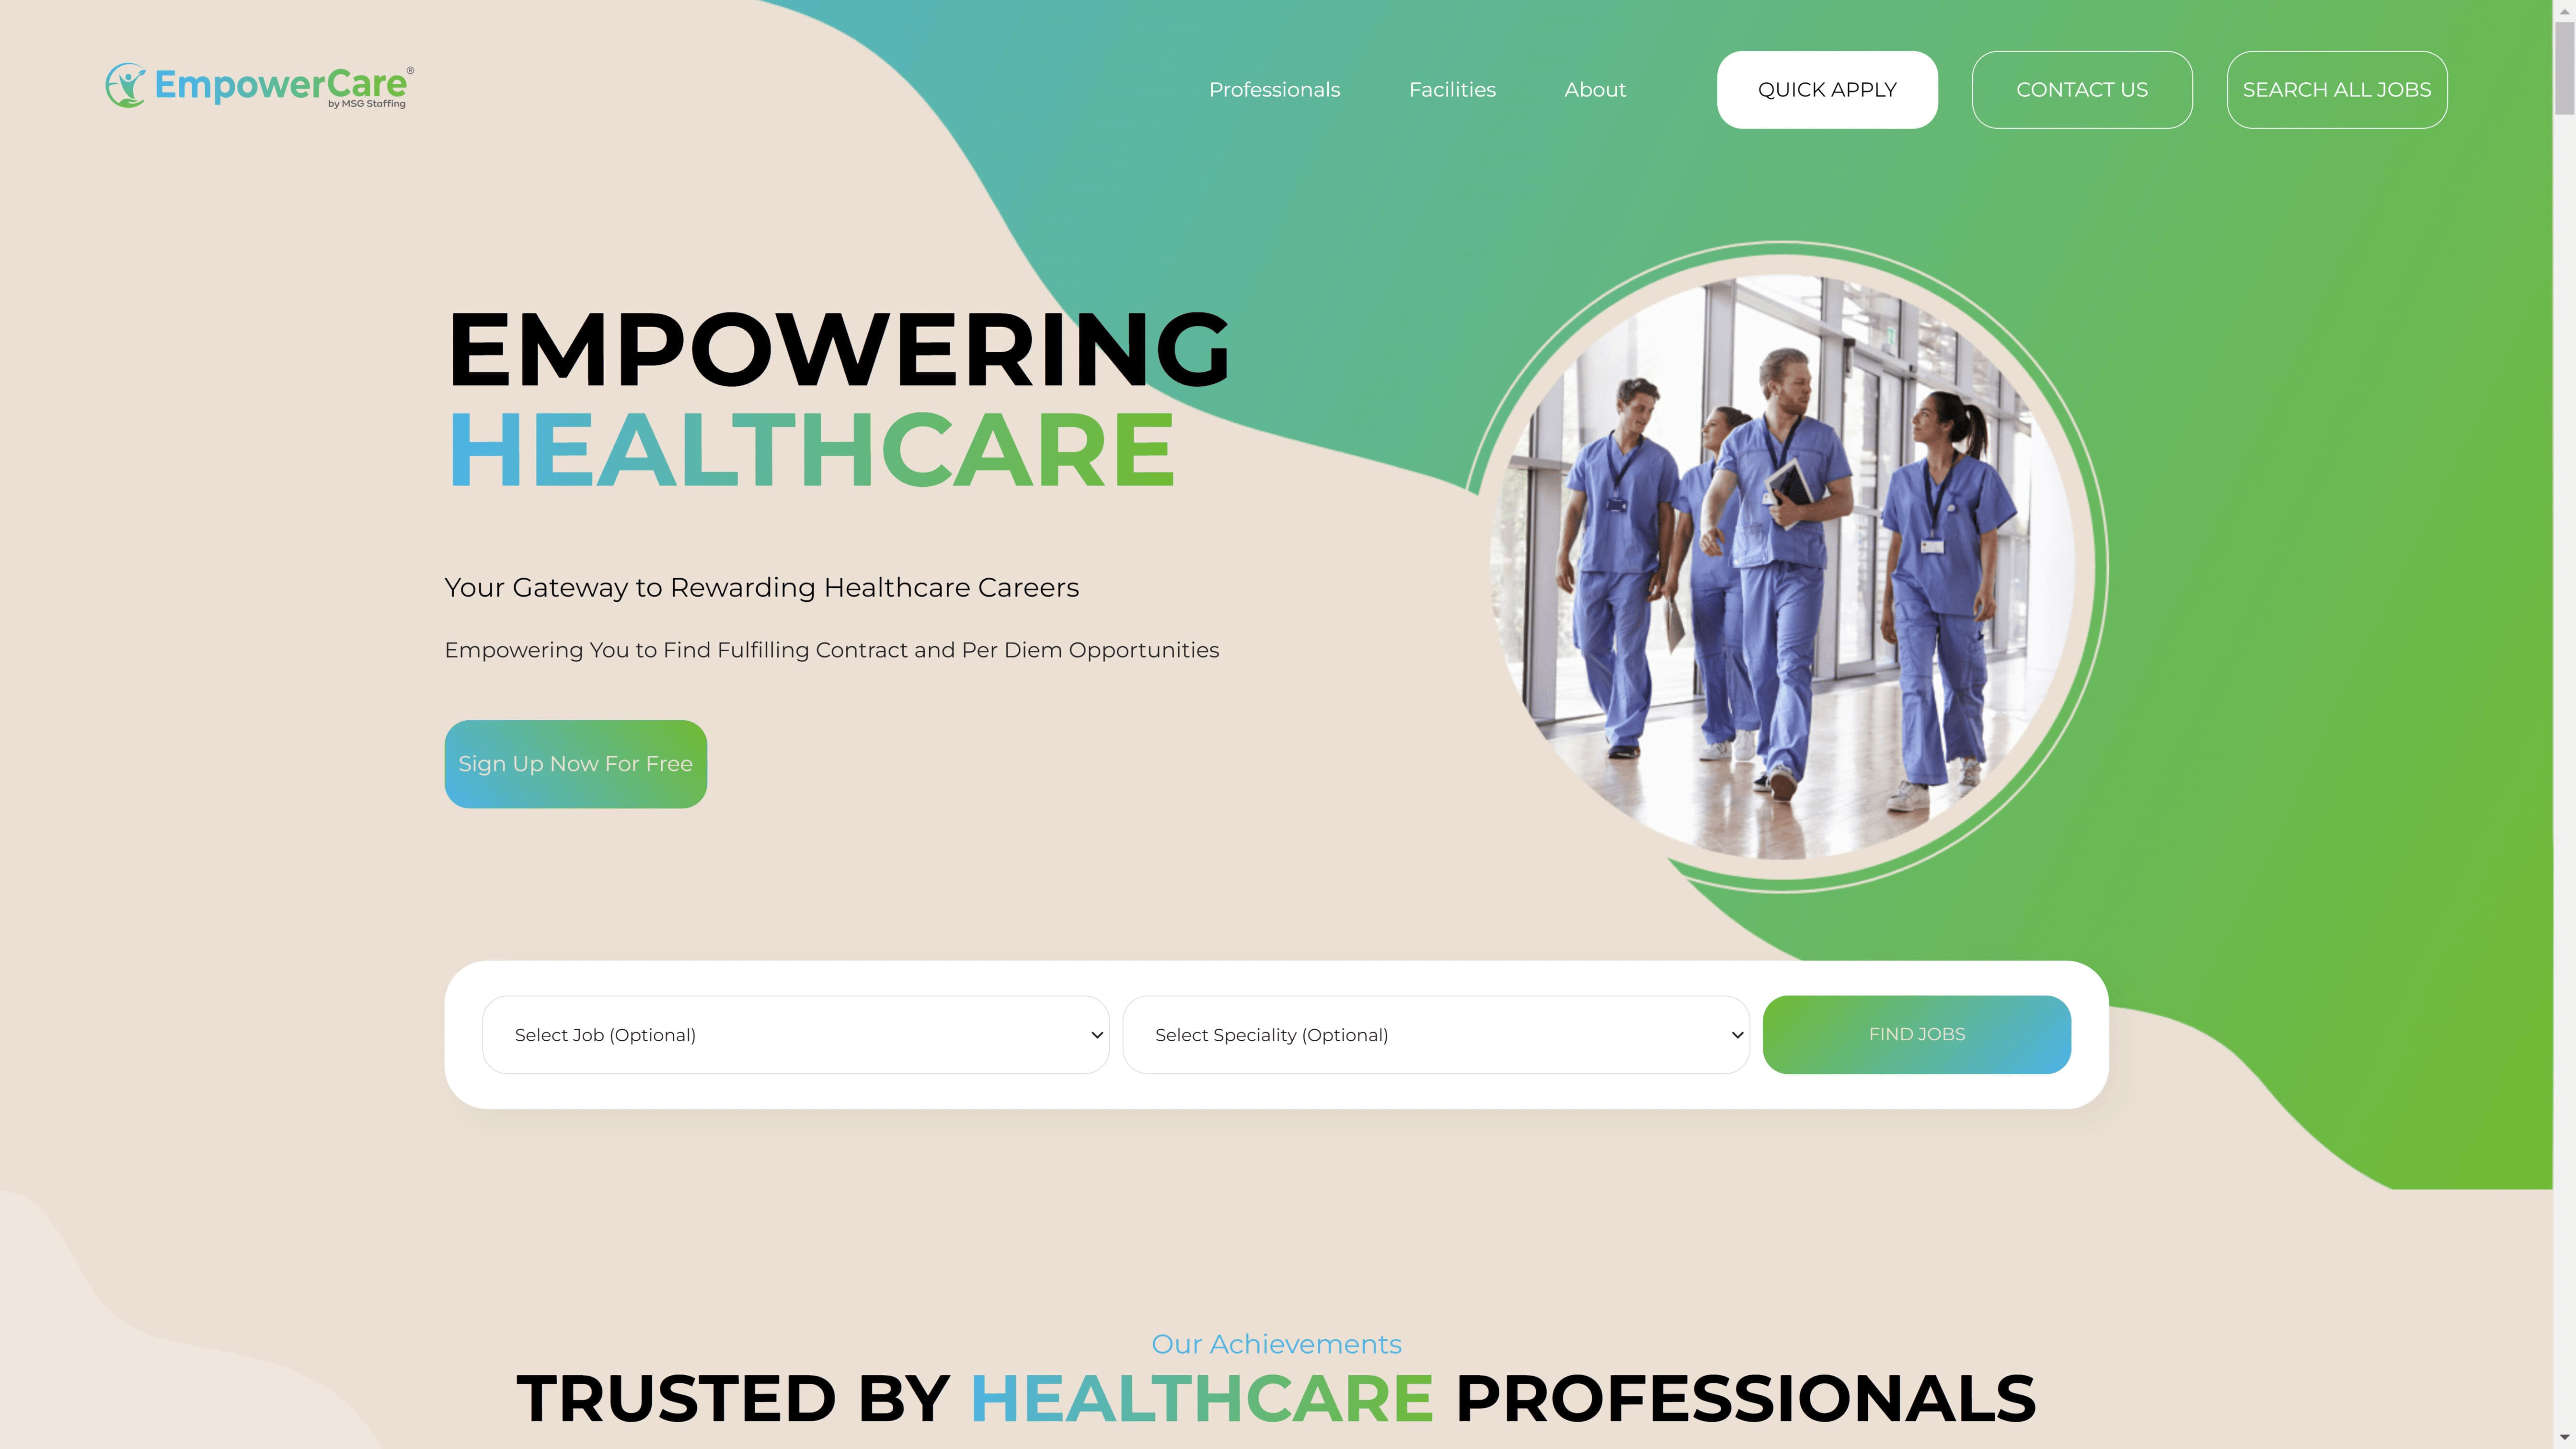 EmpowerCare®
by MSG Staffing
Professionals
Facilities
About
QUICK APPLY
CONTACT US
SEARCH ALL JOBS
EMPOWERING
HEALTHCARE
Your Gateway to Rewarding Healthcare Careers
Empowering You to Find Fulfilling Contract and Per Diem Opportunities
Sign Up Now For Free
Select Job (Optional)
Select Speciality (Optional)
FIND JOBS
Our Achievements
TRUSTED BY HEALTHCARE PROFESSIONALS